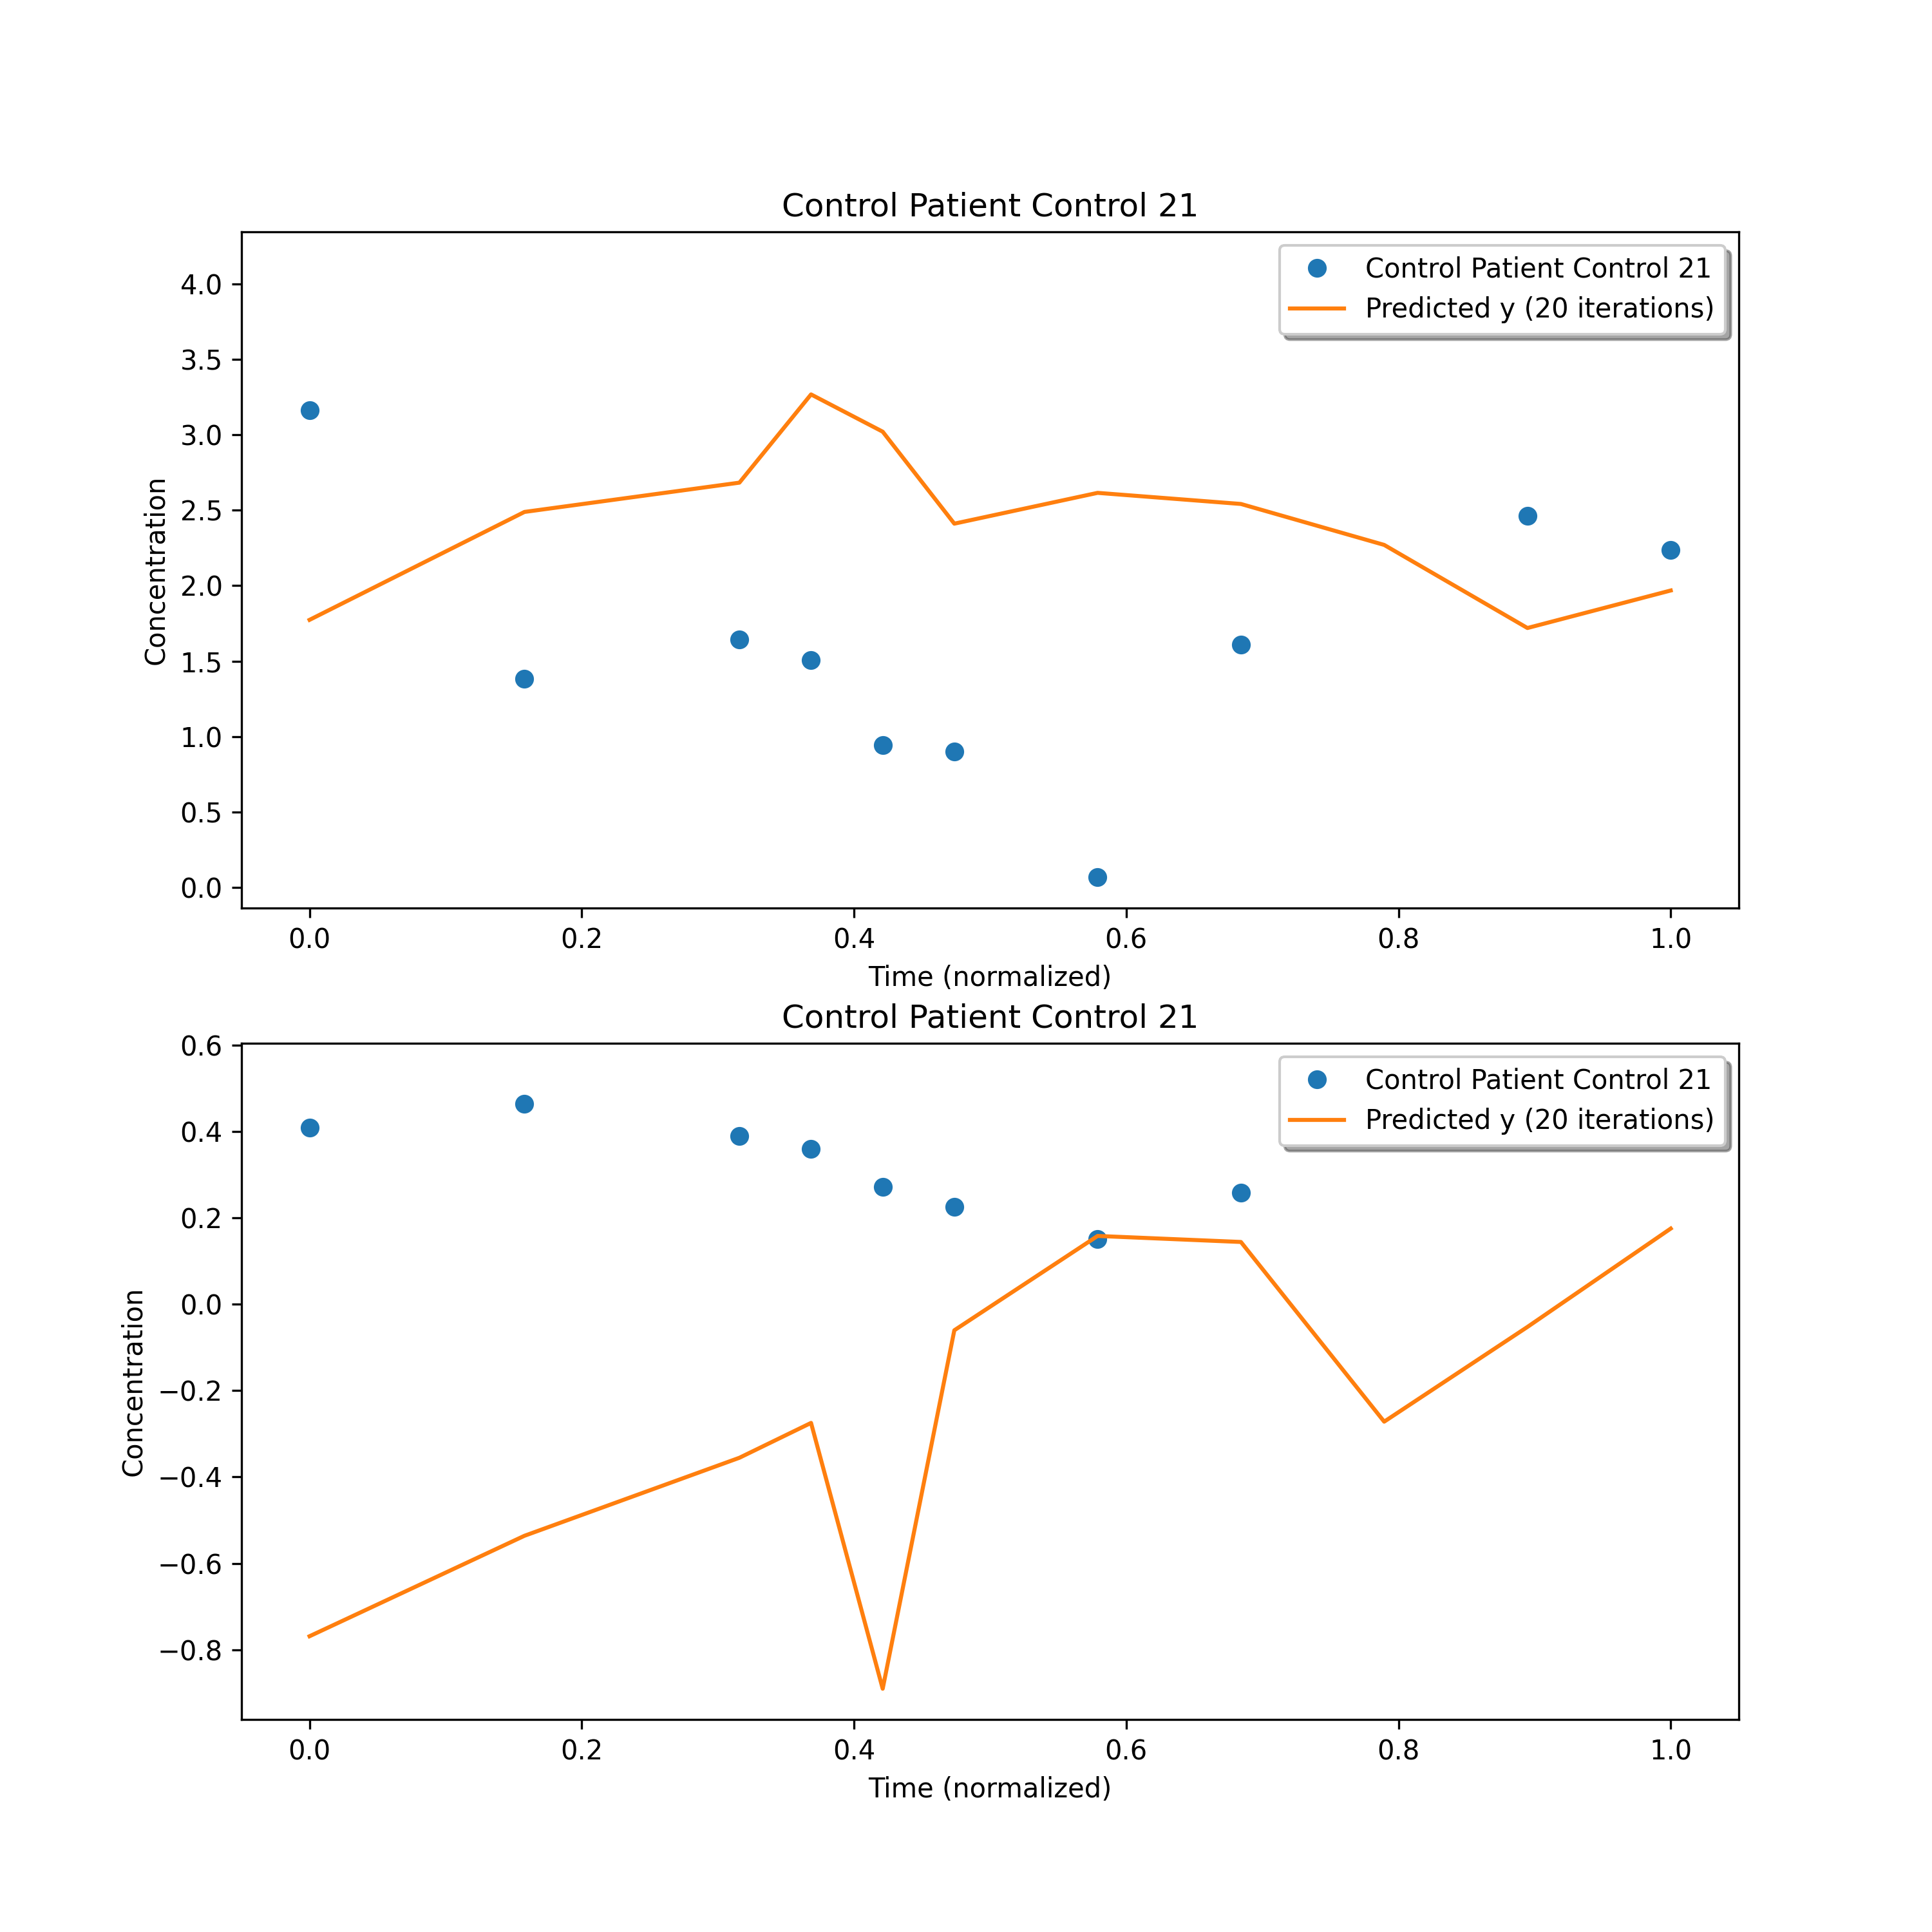 Control Patient Control 21
Control Patient Control 21
Predicted y (20 iterations)
4.0
3.5
3.0
2.5
2.0
1.5
1.0
0.5
0.0
Concentration
0.0 0.2 0.4 0.6 0.8 1.0
Time (normalized)
Control Patient Control 21
Control Patient Control 21
Predicted y (20 iterations)
0.6
0.4
0.2
0.0
−0.2
−0.4
−0.6
−0.8
Concentration
0.0 0.2 0.4 0.6 0.8 1.0
Time (normalized)